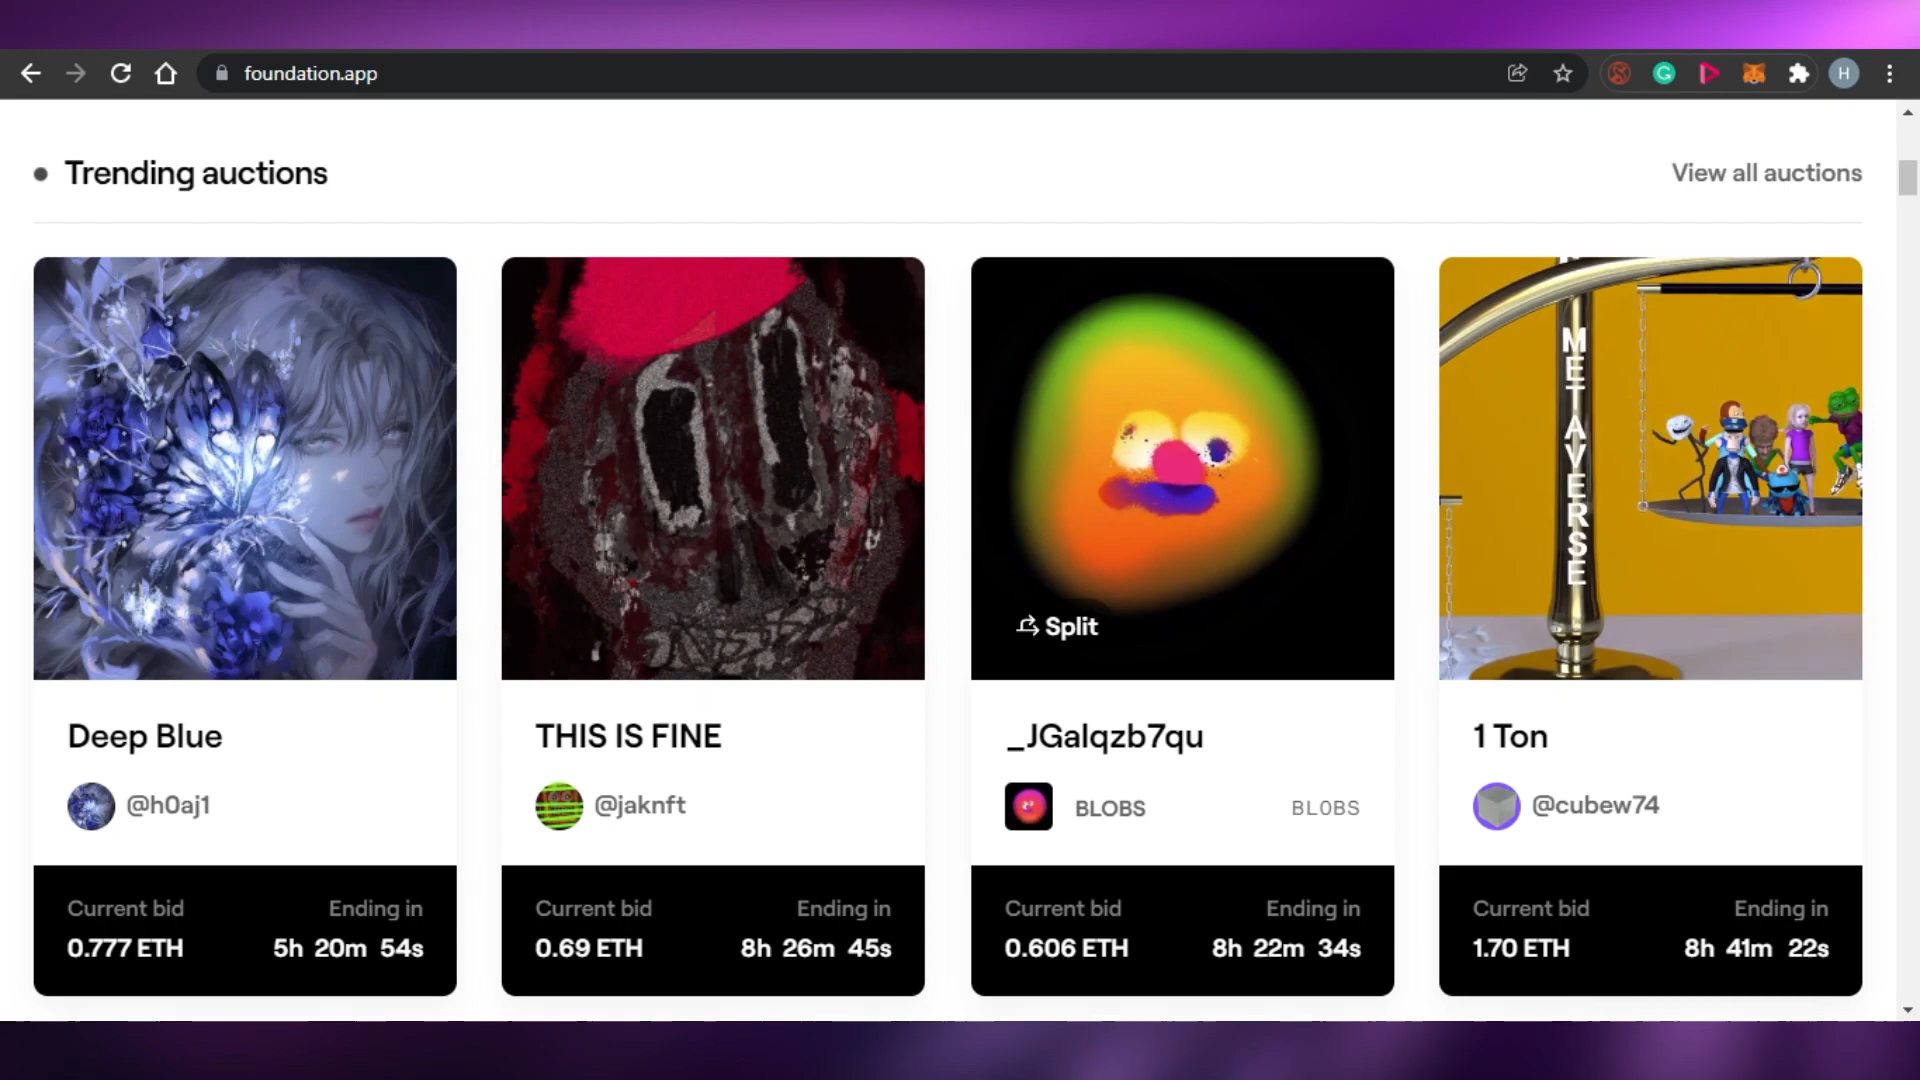 foundation.app
H
Trending auctions
View all auctions
METAVERSE
Split
Deep Blue
@h0aj1
Current bid
Ending in
0.777 ETH
5h 20m 54s
THIS IS FINE
@jaknft
Current bid
Ending in
0.69 ETH
8h 26m 45s
_JGalqzb7qu
BLOBS
BLOBS
Current bid
Ending in
0.606 ETH
8h 22m 34s
1 Ton
@cubew74
Current bid
Ending in
1.70 ETH
8h 41m 22s